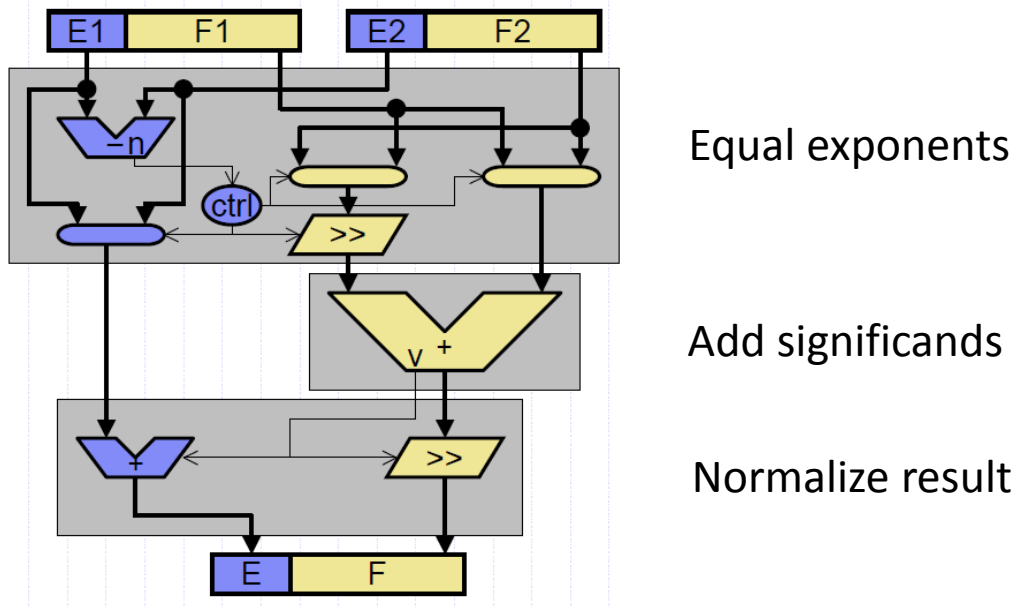 E1 F1 E2 F2
Equal exponents
−n
ctrl
>>
Add significands
v +
Normalize result
+ >>
E F